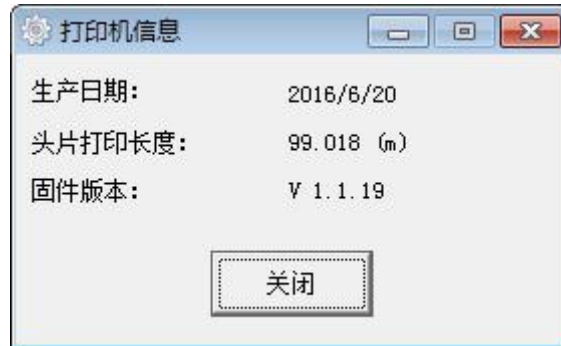 打印机信息
生产日期: 2016/6/20
头片打印长度: 99.018 (m)
固件版本: V 1.1.19
关闭